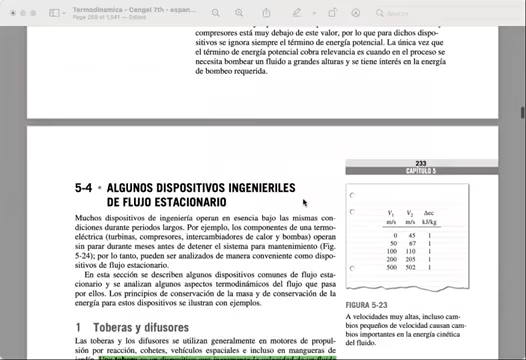 Termodinamica - Cengel 7th - espan...
Page 259 of 1,041 — Edited
Search
compresores está muy debajo de este valor, por lo que para dichos dispo-
sitivos se ignora siempre el término de energía potencial. La única vez que
el término de energía potencial cobra relevancia es cuando en el proceso se
necesita bombear un fluido a grandes alturas y se tiene interés en la energía
de bombeo requerida.
233
CAPÍTULO 5
5-4 ALGUNOS DISPOSITIVOS INGENIERILES
DE FLUJO ESTACIONARIO
Muchos dispositivos de ingeniería operan en esencia bajo las mismas con-
diciones durante periodos largos. Por ejemplo, los componentes de una termo-
eléctrica (turbinas, compresores, intercambiadores de calor y bombas) operan
sin parar durante meses antes de detener el sistema para mantenimiento (Fig.
5-24); por lo tanto, pueden ser analizados de manera conveniente como dispo-
sitivos de flujo estacionario.
En esta sección se describen algunos dispositivos comunes de flujo esta-
cionario y se analizan algunos aspectos termodinámicos del flujo que pasa
por ellos. Los principios de conservación de la masa y de conservación de la
energía para estos dispositivos se ilustran con ejemplos.
1 Toberas y difusores
Las toberas y los difusores se utilizan generalmente en motores de propul-
sión por reacción, cohetes, vehículos espaciales e incluso en mangueras de
V1 V2 Δec
m/s m/s kJ/kg
0 45 1
50 67 1
100 110 1
200 205 1
500 502 1
FIGURA 5-23
A velocidades muy altas, incluso cam-
bios pequeños de velocidad causan cam-
bios importantes en la energía cinética
del fluido.